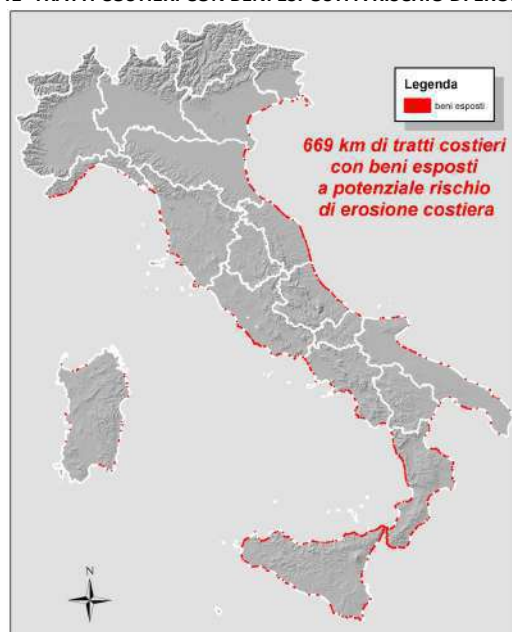 Legenda
beni esposti
669 km di tratti costieri
con beni esposti
a potenziale rischio
di erosione costiera
N